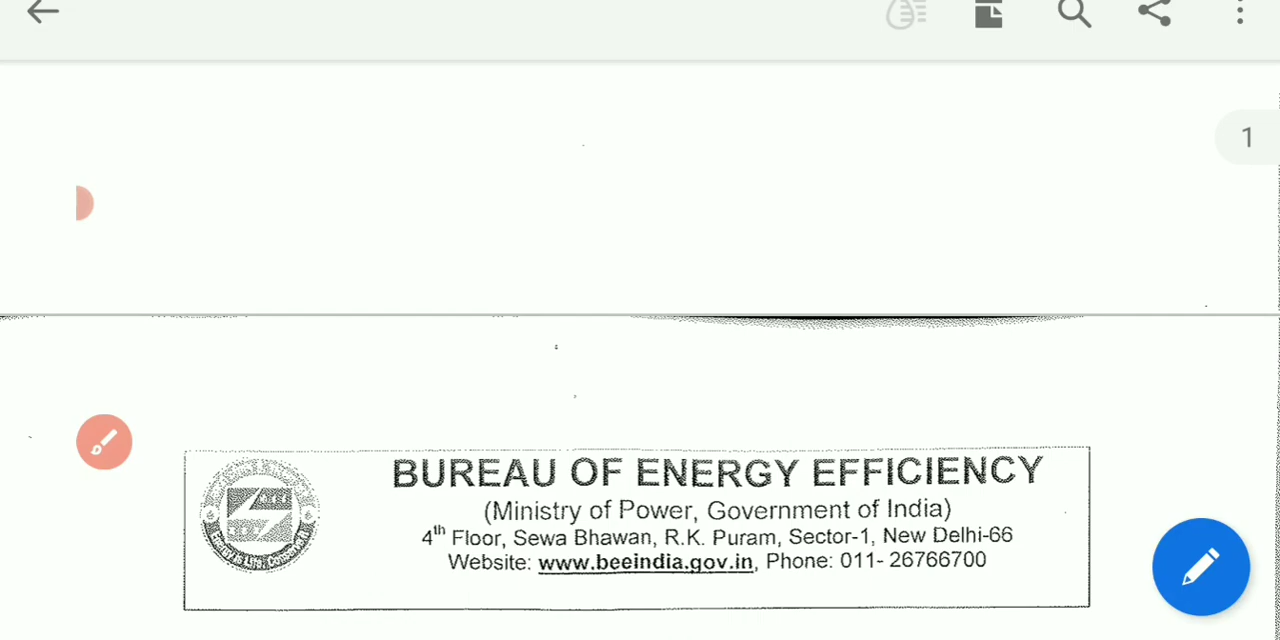 1
BUREAU OF ENERGY EFFICIENCY
(Ministry of Power, Government of India)
4th Floor, Sewa Bhawan, R.K. Puram, Sector-1, New Delhi-66
Website: www.beeindia.gov.in, Phone: 011- 26766700